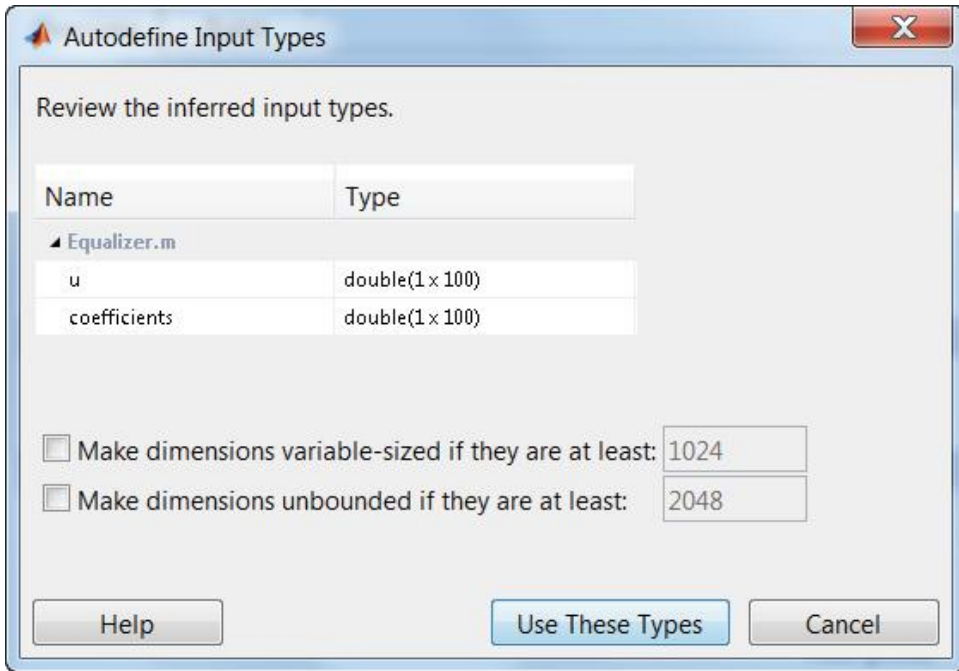 Autodefine Input Types
Review the inferred input types.
Name Type
Equalizer.m
u double(1 x 100)
coefficients double(1 x 100)
Make dimensions variable-sized if they are at least: 1024
Make dimensions unbounded if they are at least: 2048
Help Use These Types Cancel